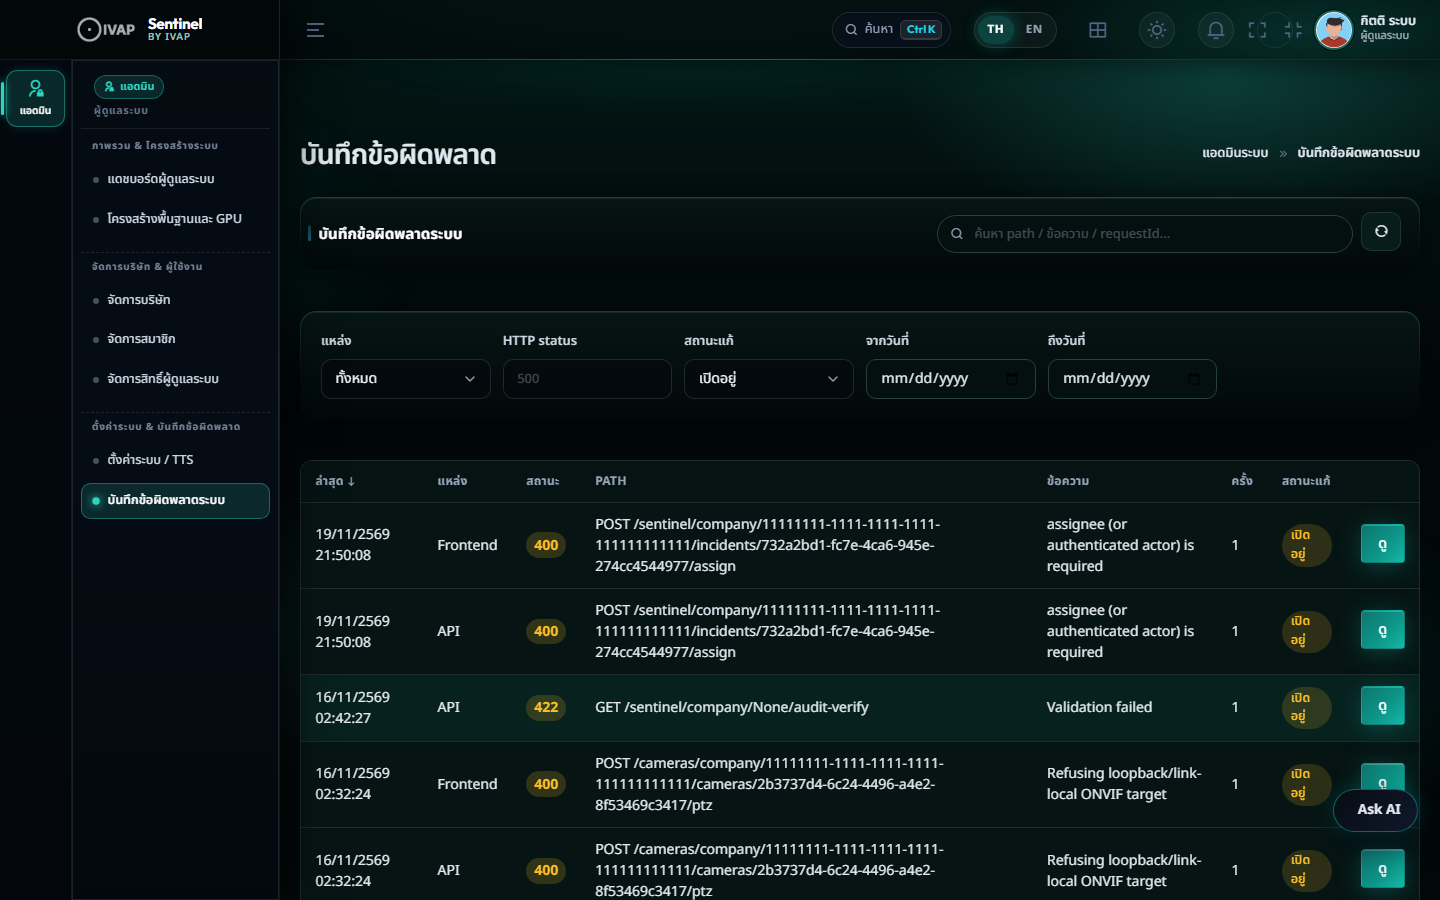 IVAP
Sentinel
BY IVAP
ค้นหา
Ctrl K
TH
EN
กิตติ ระบบ
ผู้ดูแลระบบ
แอดมิน
แอดมิน
ผู้ดูแลระบบ
ภาพรวม & โครงสร้างระบบ
แดชบอร์ดผู้ดูแลระบบ
โครงสร้างพื้นฐานและ GPU
จัดการบริษัท & ผู้ใช้งาน
จัดการบริษัท
จัดการสมาชิก
จัดการสิทธิ์ผู้ดูแลระบบ
ตั้งค่าระบบ & บันทึกข้อผิดพลาด
ตั้งค่าระบบ / TTS
บันทึกข้อผิดพลาดระบบ
บันทึกข้อผิดพลาด
แอดมินระบบ » บันทึกข้อผิดพลาดระบบ
บันทึกข้อผิดพลาดระบบ
ค้นหา path / ข้อความ / requestId...
แหล่ง
HTTP status
สถานะแก้
จากวันที่
ถึงวันที่
ทั้งหมด
500
เปิดอยู่
mm/dd/yyyy
mm/dd/yyyy
ล่าสุด ↓
แหล่ง
สถานะ
PATH
ข้อความ
ครั้ง
สถานะแก้
19/11/2569
21:50:08
Frontend
400
POST /sentinel/company/11111111-1111-1111-1111-
111111111111/incidents/732a2bd1-fc7e-4ca6-945e-
274cc4544977/assign
assignee (or
authenticated actor) is
required
1
เปิด
อยู่
ดู
19/11/2569
21:50:08
API
400
POST /sentinel/company/11111111-1111-1111-1111-
111111111111/incidents/732a2bd1-fc7e-4ca6-945e-
274cc4544977/assign
assignee (or
authenticated actor) is
required
1
เปิด
อยู่
ดู
16/11/2569
02:42:27
API
422
GET /sentinel/company/None/audit-verify
Validation failed
1
เปิด
อยู่
ดู
16/11/2569
02:32:24
Frontend
400
POST /cameras/company/11111111-1111-1111-1111-
111111111111/cameras/2b3737d4-6c24-4496-a4e2-
8f53469c3417/ptz
Refusing loopback/link-
local ONVIF target
1
เปิด
อยู่
ดู
Ask AI
16/11/2569
02:32:24
API
400
POST /cameras/company/11111111-1111-1111-1111-
111111111111/cameras/2b3737d4-6c24-4496-a4e2-
8f53469c3417/ptz
Refusing loopback/link-
local ONVIF target
1
เปิด
อยู่
ดู